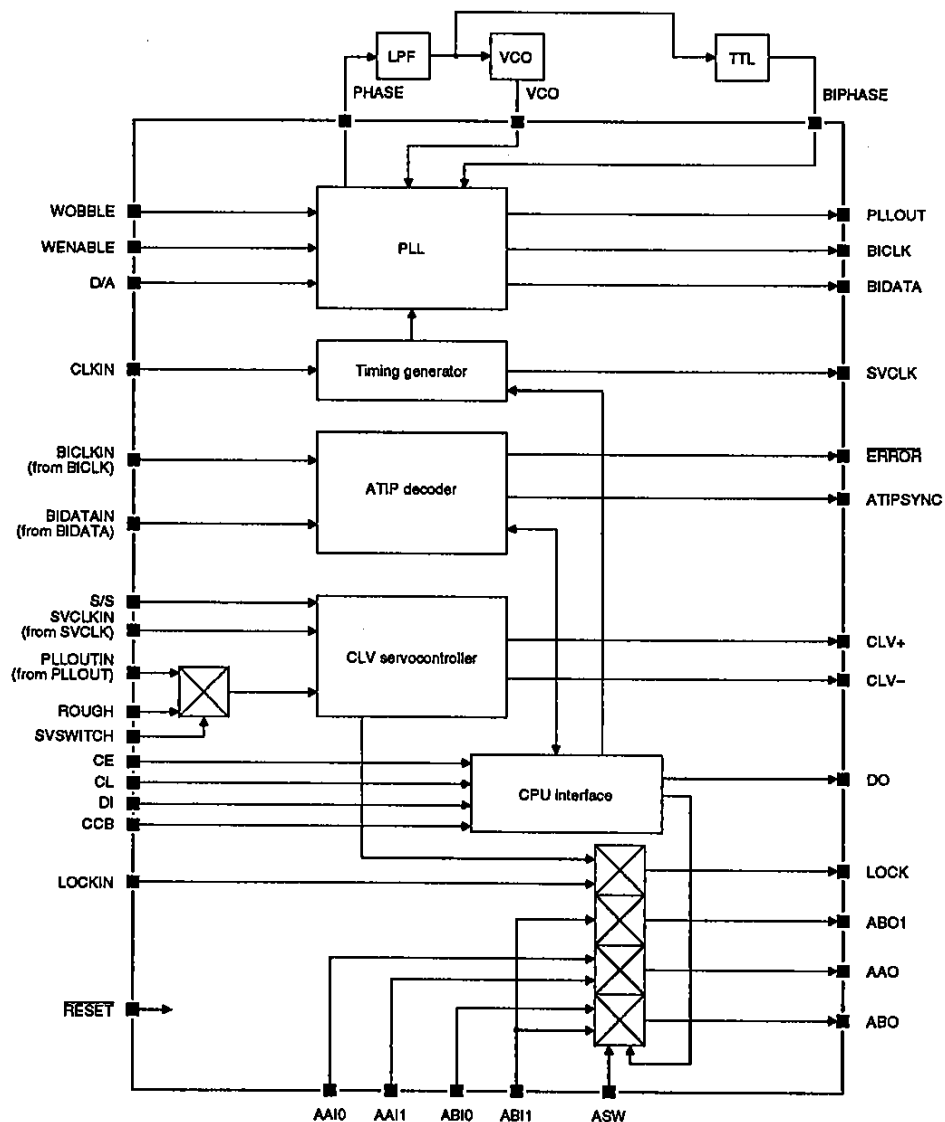 LPF
VCO
TTL
PHASE
VCO
BIPHASE
WOBBLE
WENABLE
D/A
PLL
PLLOUT
BICLK
BIDATA
CLKIN
Timing generator
SVCLK
BICLKIN
(from BICLK)
BIDATAIN
(from BIDATA)
ATIP decoder
ERROR
ATIPSYNC
S/S
SVCLKIN
(from SVCLK)
PLLOUTIN
(from PLLOUT)
ROUGH
SVSWITCH
CLV servocontroller
CLV+
CLV–
CE
CL
DI
CCB
CPU interface
DO
LOCKIN
LOCK
ABO1
AAO
ABO
RESET
AAI0
AAI1
ABI0
ABI1
ASW